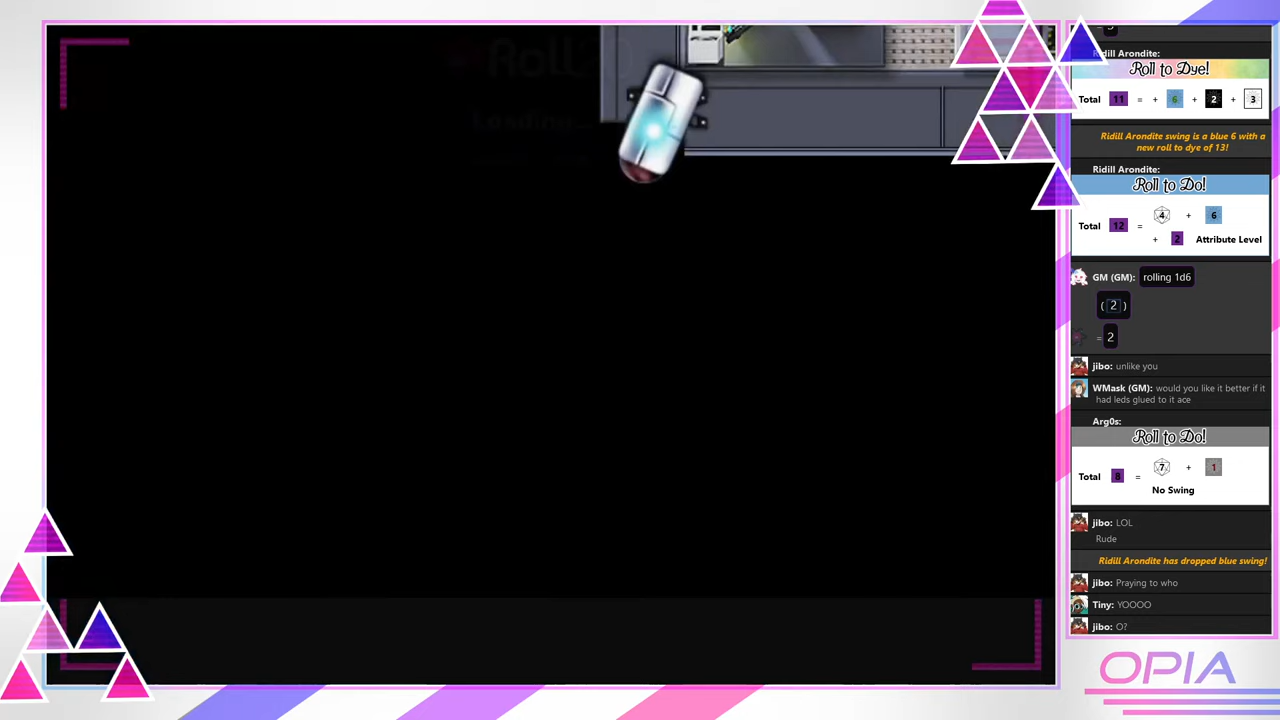 Roll
Loading...
Ridill Arondite:
Roll to Dye!
Total 11 = + 6 + 2 + 3
Ridill Arondite swing is a blue 6 with a
new roll to dye of 13!
Ridill Arondite:
Roll to Do!
Total 12 = 4 + 6
+ 2 Attribute Level
GM (GM): rolling 1d6
(2)
=2
jibo: unlike you
WMask (GM): would you like it better if it
had leds glued to it ace
Arg0s:
Roll to Do!
Total 8 = 7 + 1
No Swing
jibo: LOL
Rude
Ridill Arondite has dropped blue swing!
jibo: Praying to who
Tiny: YOOOO
jibo: O?
OPIA